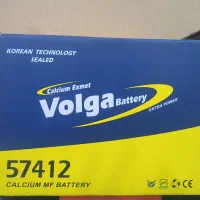 KOREAN TECHNOLOGY
SEALED
Calcium Exmet
Volga Battery
EXTRA POWER
57412
CALCIUM MF BATTERY